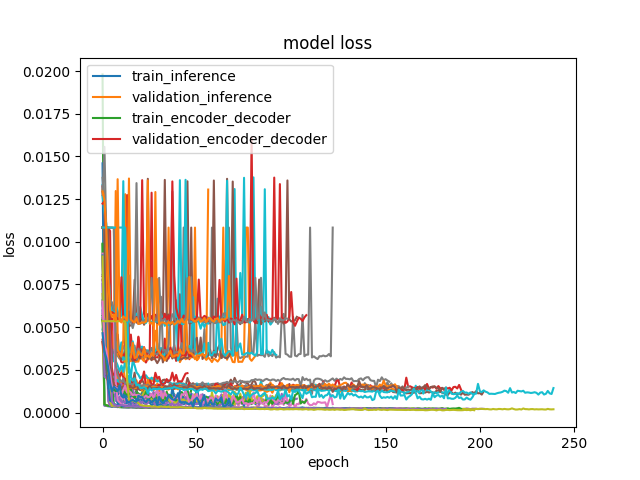 model loss
train_inference
validation_inference
train_encoder_decoder
validation_encoder_decoder
0.0200
0.0175
0.0150
0.0125
0.0100
0.0075
0.0050
0.0025
0.0000
loss
0 50 100 150 200 250
epoch